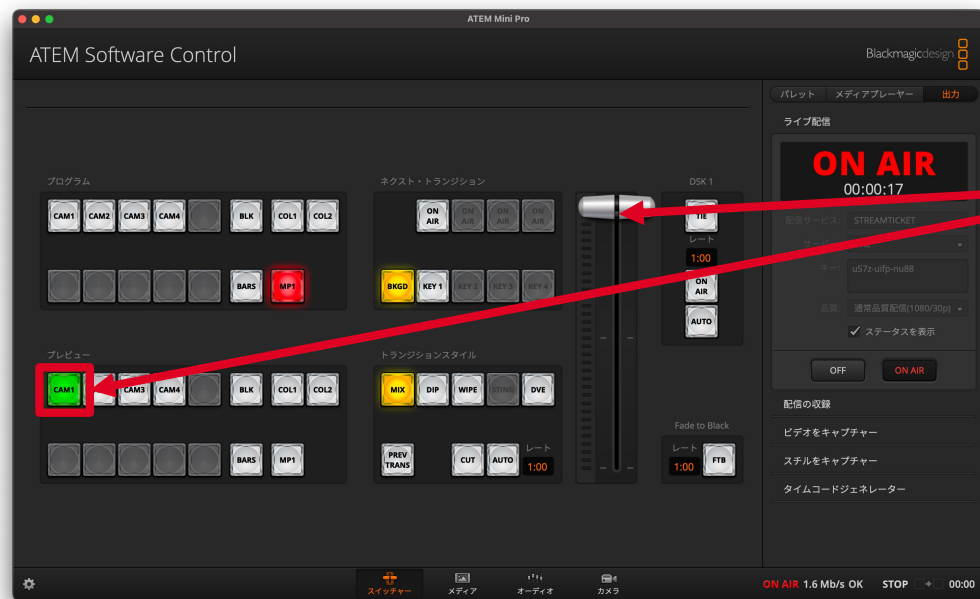 ATEM Mini Pro
ATEM Software Control
Blackmagicdesign
パレット メディアプレーヤー 出力
ライブ配信
ON AIR
00:00:17
配信サービス: STREAMTICKET
キー: u57z-uifp-nu88
品質: 通常品質配信(1080/30p)
ステータスを表示
OFF ON AIR
配信の収録
ビデオをキャプチャー
スチルをキャプチャー
タイムコードジェネレーター
プログラム
CAM1 CAM2 CAM3 CAM4 BLK COL1 COL2
BARS MP1
プレビュー
CAM1 CAM3 CAM4 BLK COL1 COL2
BARS MP1
ネクスト・トランジション
ON AIR ON AIR ON AIR ON AIR
BKGD KEY 1 KEY 2 KEY 3 KEY 4
トランジションスタイル
MIX DIP WIPE STING DVE
レート
PREV TRANS CUT AUTO 1:00
DSK 1
TIE
レート
1:00
ON AIR
AUTO
Fade to Black
レート
1:00 FTB
スイッチャー メディア オーディオ カメラ
ON AIR 1.6 Mb/s OK STOP 00:00